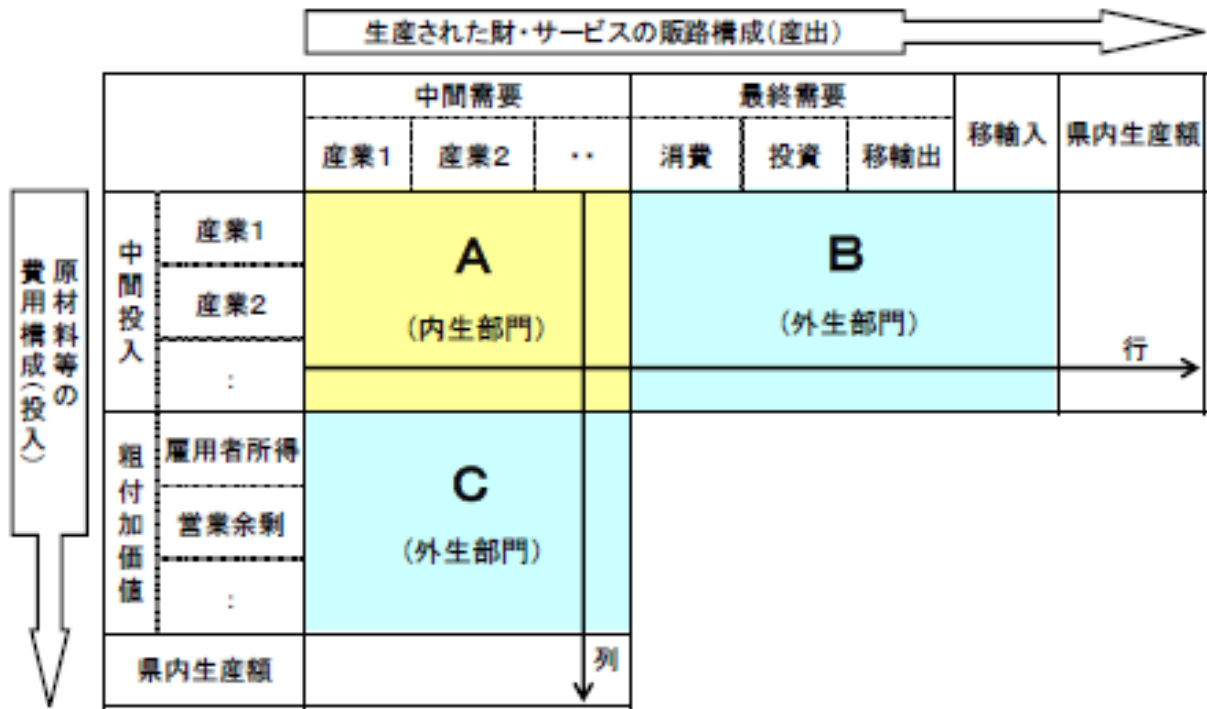 生産された財・サービスの販路構成(産出)
中間需要
最終需要
移輸入
県内生産額
産業1
産業2
‥
消費
投資
移輸出
原材料等の
費用構成(投入)
中間投入
産業1
産業2
:
A
(内生部門)
B
(外生部門)
行
粗付加価値
雇用者所得
営業余剰
:
C
(外生部門)
県内生産額
列